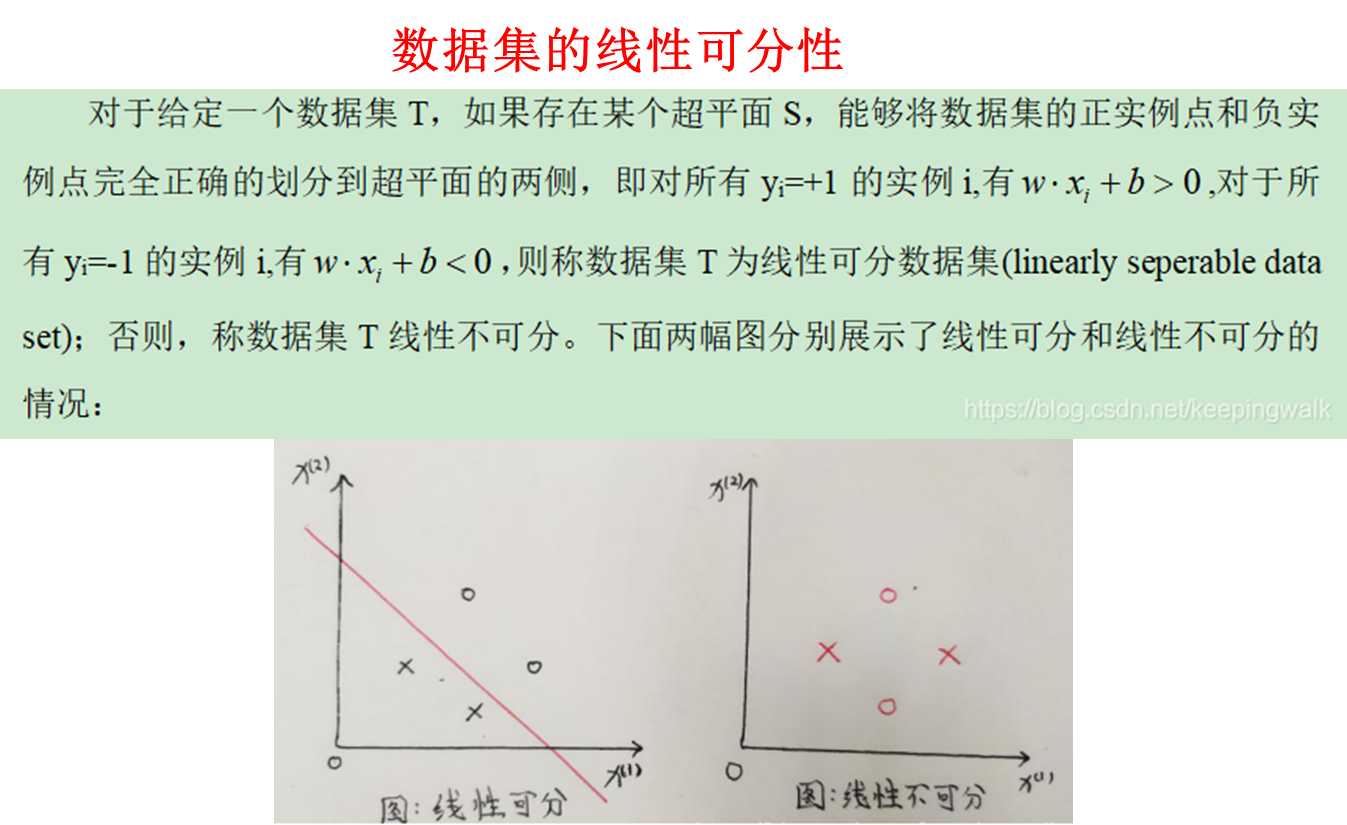 数据集的线性可分性
对于给定一个数据集 T，如果存在某个超平面 S，能够将数据集的正实例点和负实
例点完全正确的划分到超平面的两侧，即对所有 yi=+1 的实例 i,有 w·xi+b>0,对于所
有 yi=-1 的实例 i,有 w·xi+b<0,则称数据集 T 为线性可分数据集(linearly seperable data
set)；否则，称数据集 T 线性不可分。下面两幅图分别展示了线性可分和线性不可分的
情况：
https://blog.csdn.net/keepingwalk
x(2)
x(2)
0
x(1)
0
x(1)
图:线性可分
图:线性不可分